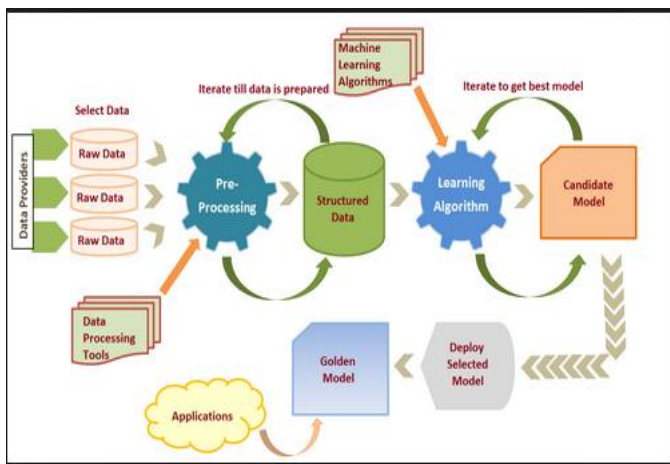 Machine
Learning
Algorithms
Iterate till data is prepared
Iterate to get best model
Select Data
Data Providers
Raw Data
Raw Data
Raw Data
Pre-
Processing
Structured
Data
Learning
Algorithm
Candidate
Model
Data
Processing
Tools
Golden
Model
Deploy
Selected
Model
Applications